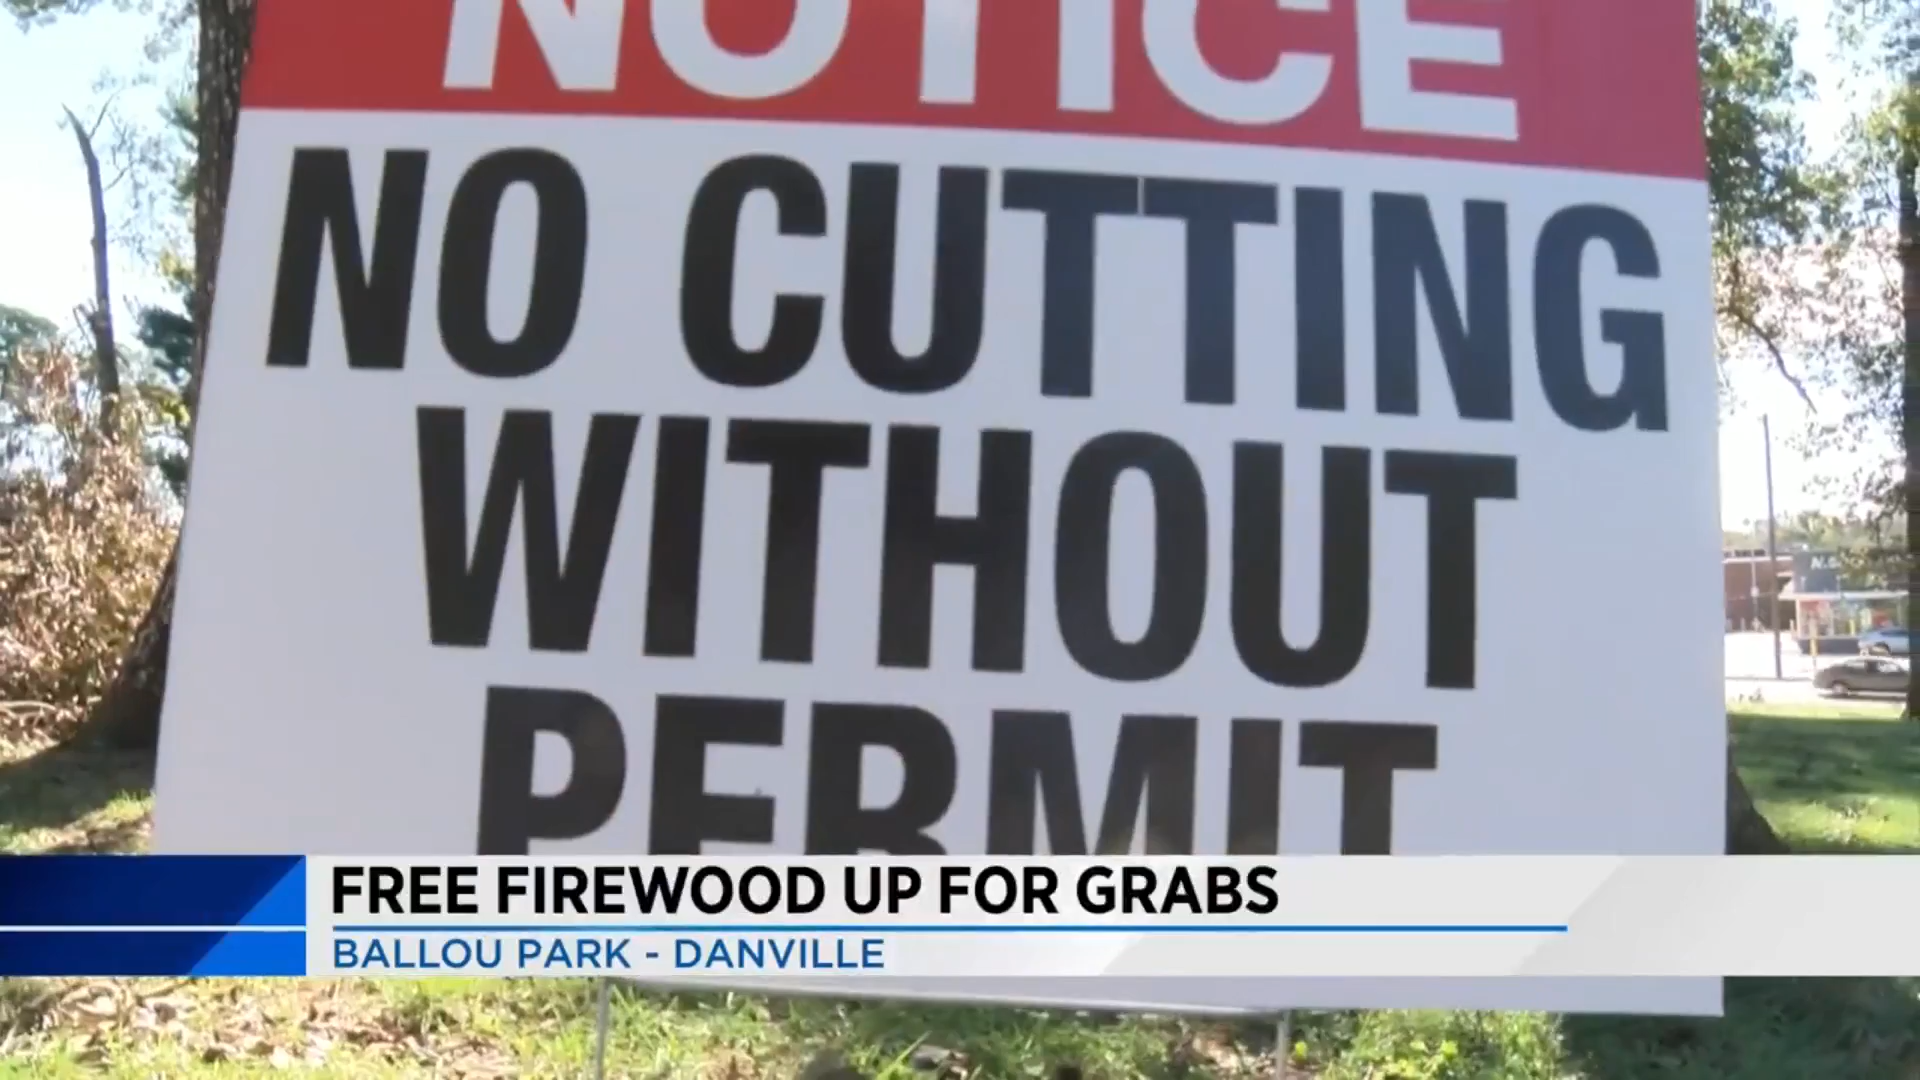 NOTICE
NO CUTTING
WITHOUT
PERMIT
FREE FIREWOOD UP FOR GRABS
BALLOU PARK - DANVILLE